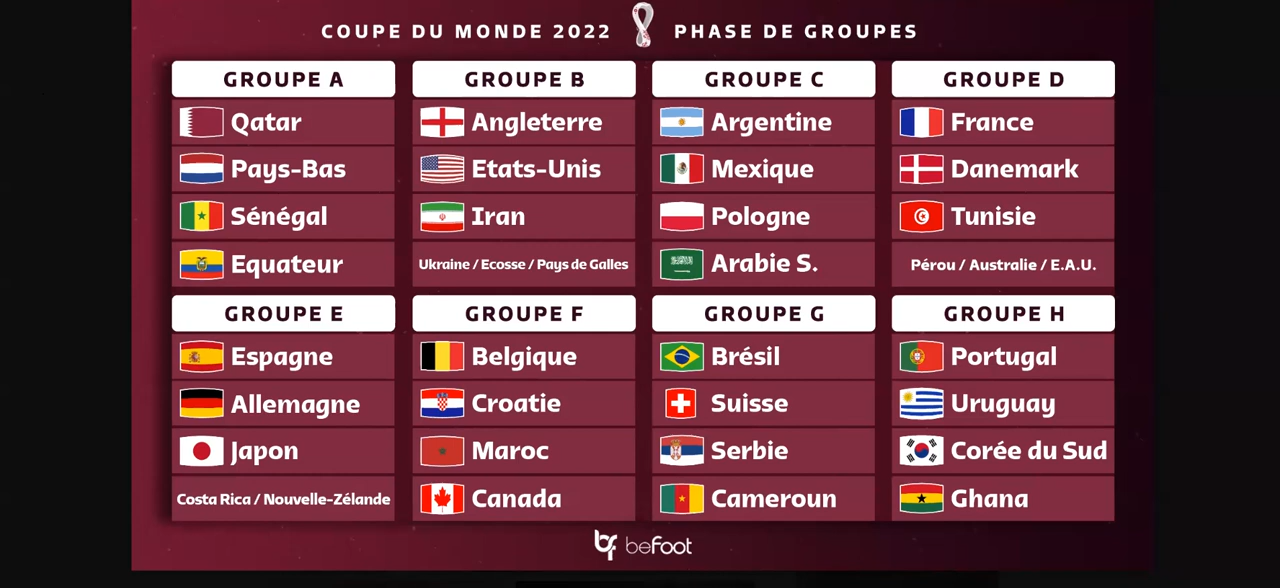 COUPE DU MONDE 2022 PHASE DE GROUPES
GROUPE A
Qatar
Pays-Bas
Sénégal
Equateur
GROUPE B
Angleterre
Etats-Unis
Iran
Ukraine / Ecosse / Pays de Galles
GROUPE C
Argentine
Mexique
Pologne
Arabie S.
GROUPE D
France
Danemark
Tunisie
Pérou / Australie / E.A.U.
GROUPE E
Espagne
Allemagne
Japon
Costa Rica / Nouvelle-Zélande
GROUPE F
Belgique
Croatie
Maroc
Canada
GROUPE G
Brésil
Suisse
Serbie
Cameroun
GROUPE H
Portugal
Uruguay
Corée du Sud
Ghana
bf beFoot